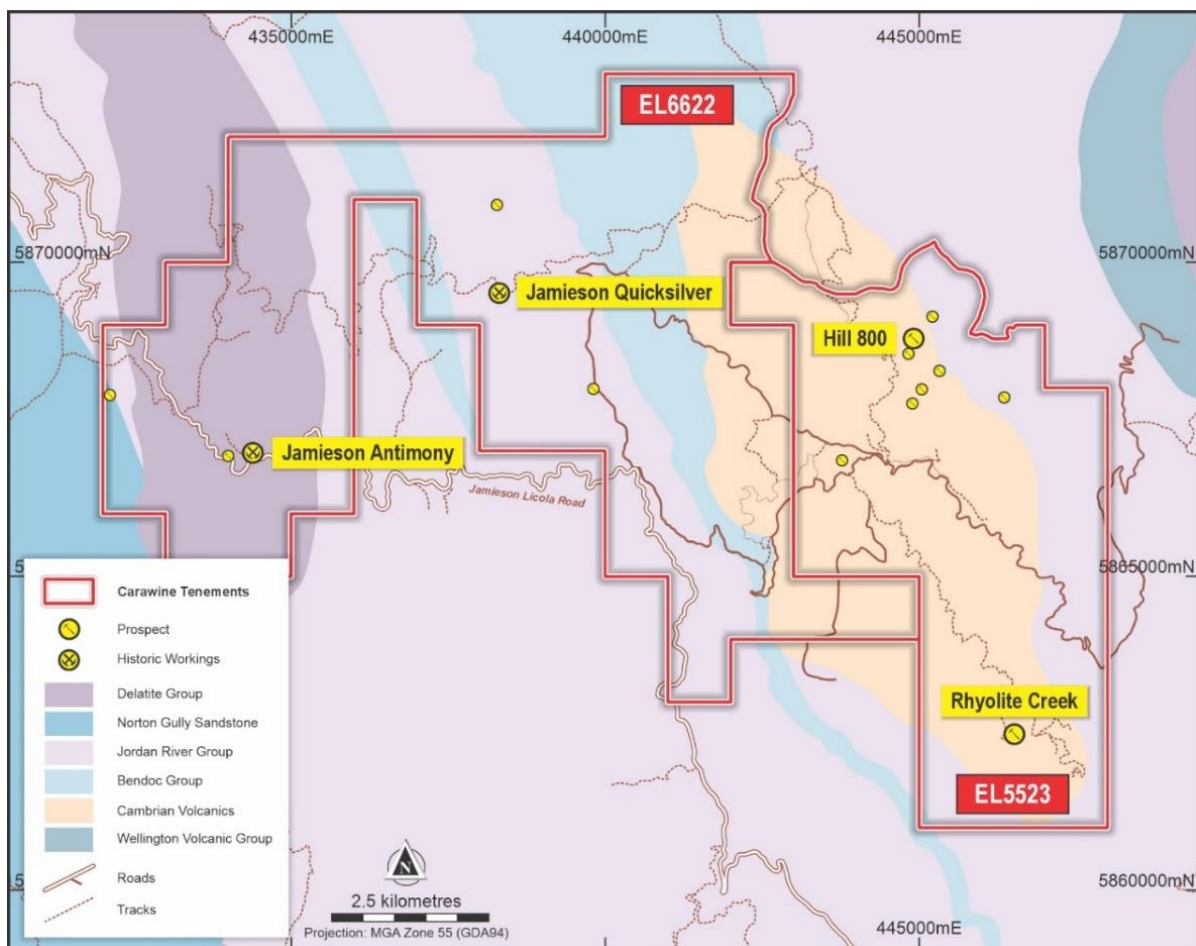 435000mE
440000mE
445000mE
EL6622
5870000mN
5870000mN
Jamieson Quicksilver
Hill 800
Jamieson Antimony
Jamieson Licola Road
5
5865000mN
Carawine Tenements
Prospect
Historic Workings
Delatite Group
Norton Gully Sandstone
Jordan River Group
Bendoc Group
Cambrian Volcanics
Wellington Volcanic Group
Roads
Tracks
Rhyolite Creek
EL5523
N
2.5 kilometres
Projection: MGA Zone 55 (GDA94)
5
5860000mN
445000mE